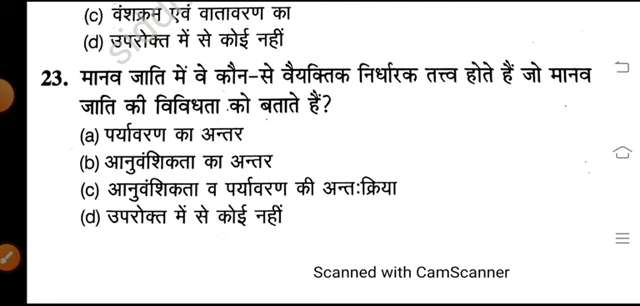 (c) वंशक्रम एवं वातावरण का
(d) उपरोक्त में से कोई नहीं
23. मानव जाति में वे कौन-से वैयक्तिक निर्धारक तत्त्व होते हैं जो मानव
जाति की विविधता को बताते हैं?
(a) पर्यावरण का अन्तर
(b) आनुवंशिकता का अन्तर
(c) आनुवंशिकता व पर्यावरण की अन्तःक्रिया
(d) उपरोक्त में से कोई नहीं
Scanned with CamScanner